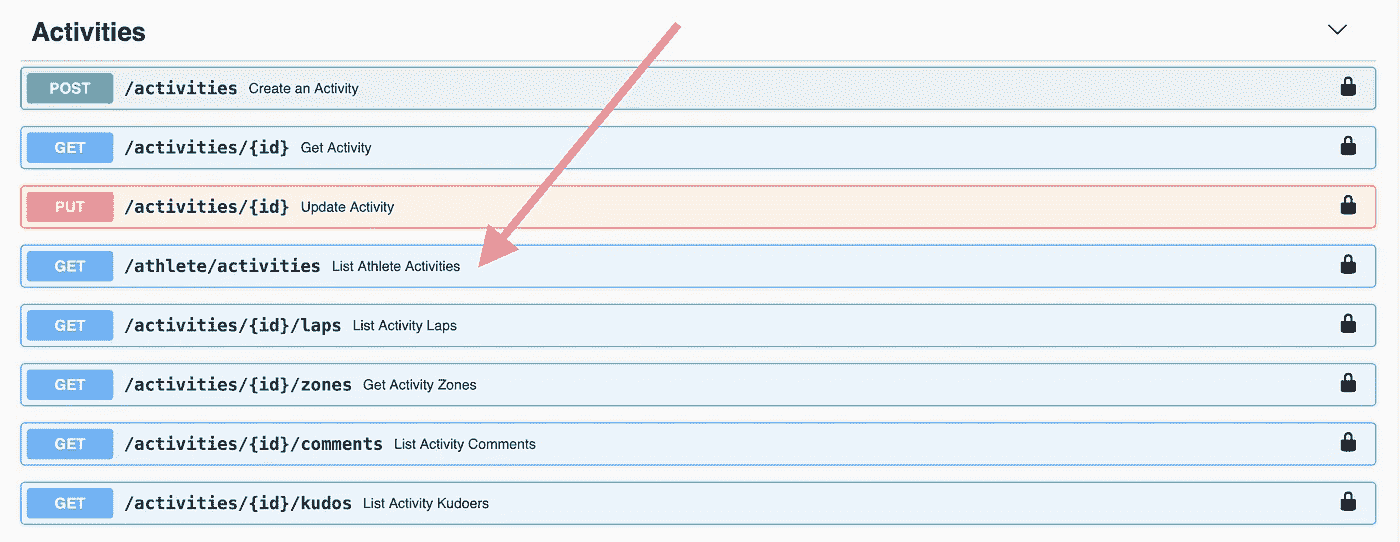 Activities
POST /activities Create an Activity
GET /activities/{id} Get Activity
PUT /activities/{id} Update Activity
GET /athlete/activities List Athlete Activities
GET /activities/{id}/laps List Activity Laps
GET /activities/{id}/zones Get Activity Zones
GET /activities/{id}/comments List Activity Comments
GET /activities/{id}/kudos List Activity Kudoers